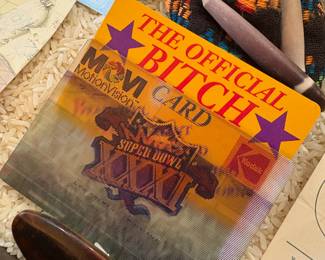 THE OFFICIAL
BITCH
CARD
MOVI
MotionVision
Kodak
SUPER BOWL
XXXI